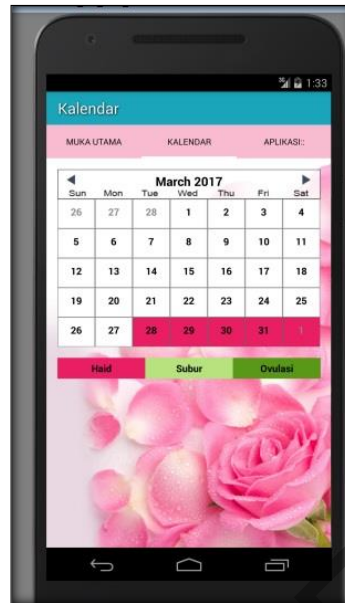 1:33
Kalendar
MUKA UTAMA KALENDAR APLIKASI::
March 2017
Sun Mon Tue Wed Thu Fri Sat
26 27 28 1 2 3 4
5 6 7 8 9 10 11
12 13 14 15 16 17 18
19 20 21 22 23 24 25
26 27 28 29 30 31 1
Haid Subur Ovulasi